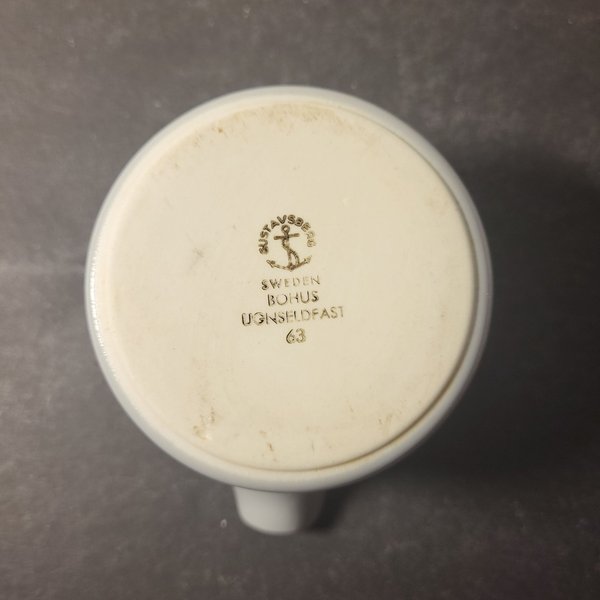 GUSTAVSBERG
SWEDEN
BOHUS
UGNSELDFAST
63